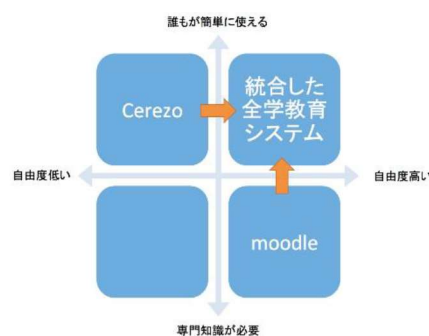 誰もが簡単に使える
Cerezo
統合した
全学教育
システム
自由度低い
自由度高い
moodle
専門知識が必要